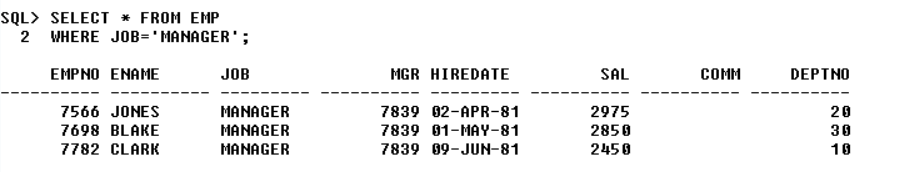 SQL> SELECT * FROM EMP
  2  WHERE JOB='MANAGER';
     EMPNO ENAME      JOB              MGR HIREDATE         SAL       COMM     DEPTNO
---------- ---------- --------- ---------- --------- ---------- ---------- ----------
      7566 JONES      MANAGER         7839 02-APR-81       2975                    20
      7698 BLAKE      MANAGER         7839 01-MAY-81       2850                    30
      7782 CLARK      MANAGER         7839 09-JUN-81       2450                    10